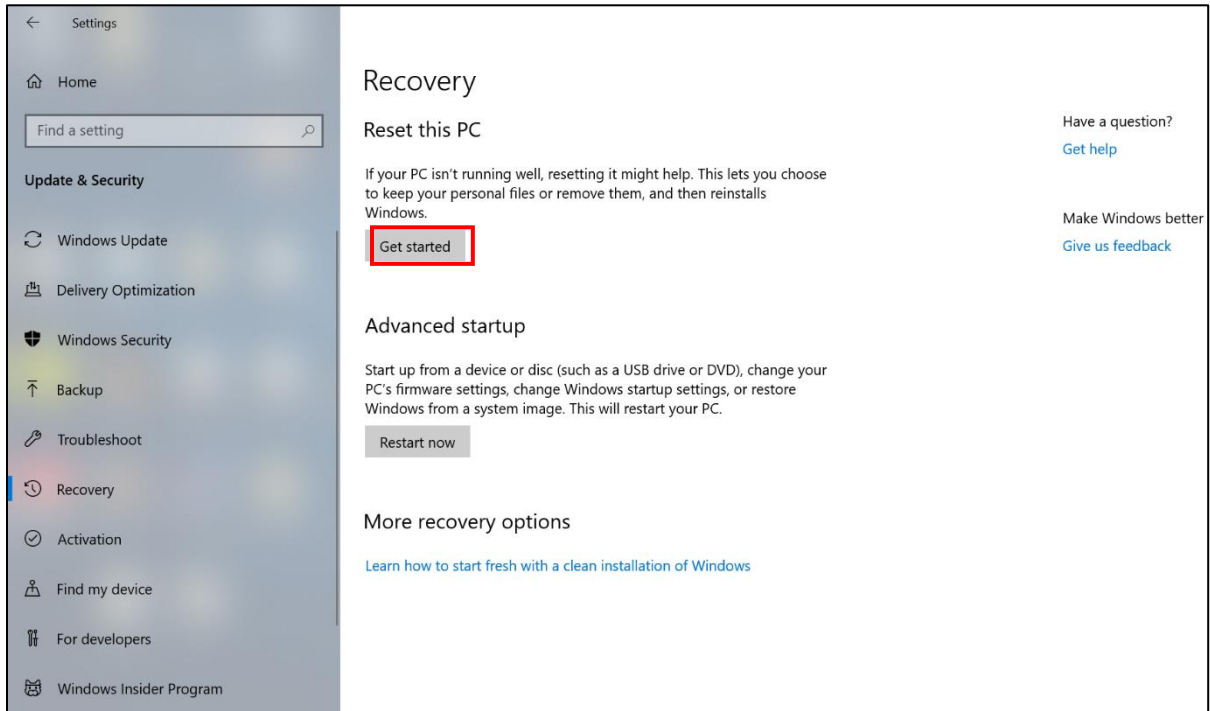 Settings
Home
Find a setting
Update & Security
Windows Update
Delivery Optimization
Windows Security
Backup
Troubleshoot
Recovery
Activation
Find my device
For developers
Windows Insider Program
Recovery
Reset this PC
If your PC isn't running well, resetting it might help. This lets you choose
to keep your personal files or remove them, and then reinstalls
Windows.
Get started
Advanced startup
Start up from a device or disc (such as a USB drive or DVD), change your
PC's firmware settings, change Windows startup settings, or restore
Windows from a system image. This will restart your PC.
Restart now
More recovery options
Learn how to start fresh with a clean installation of Windows
Have a question?
Get help
Make Windows better
Give us feedback